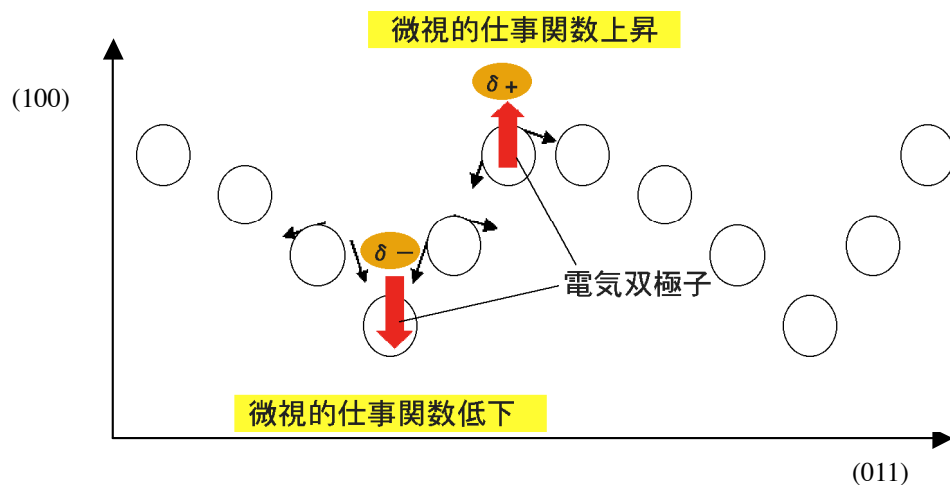 微視的仕事関数上昇
δ+
(100)
δ−
電気双極子
微視的仕事関数低下
(011)